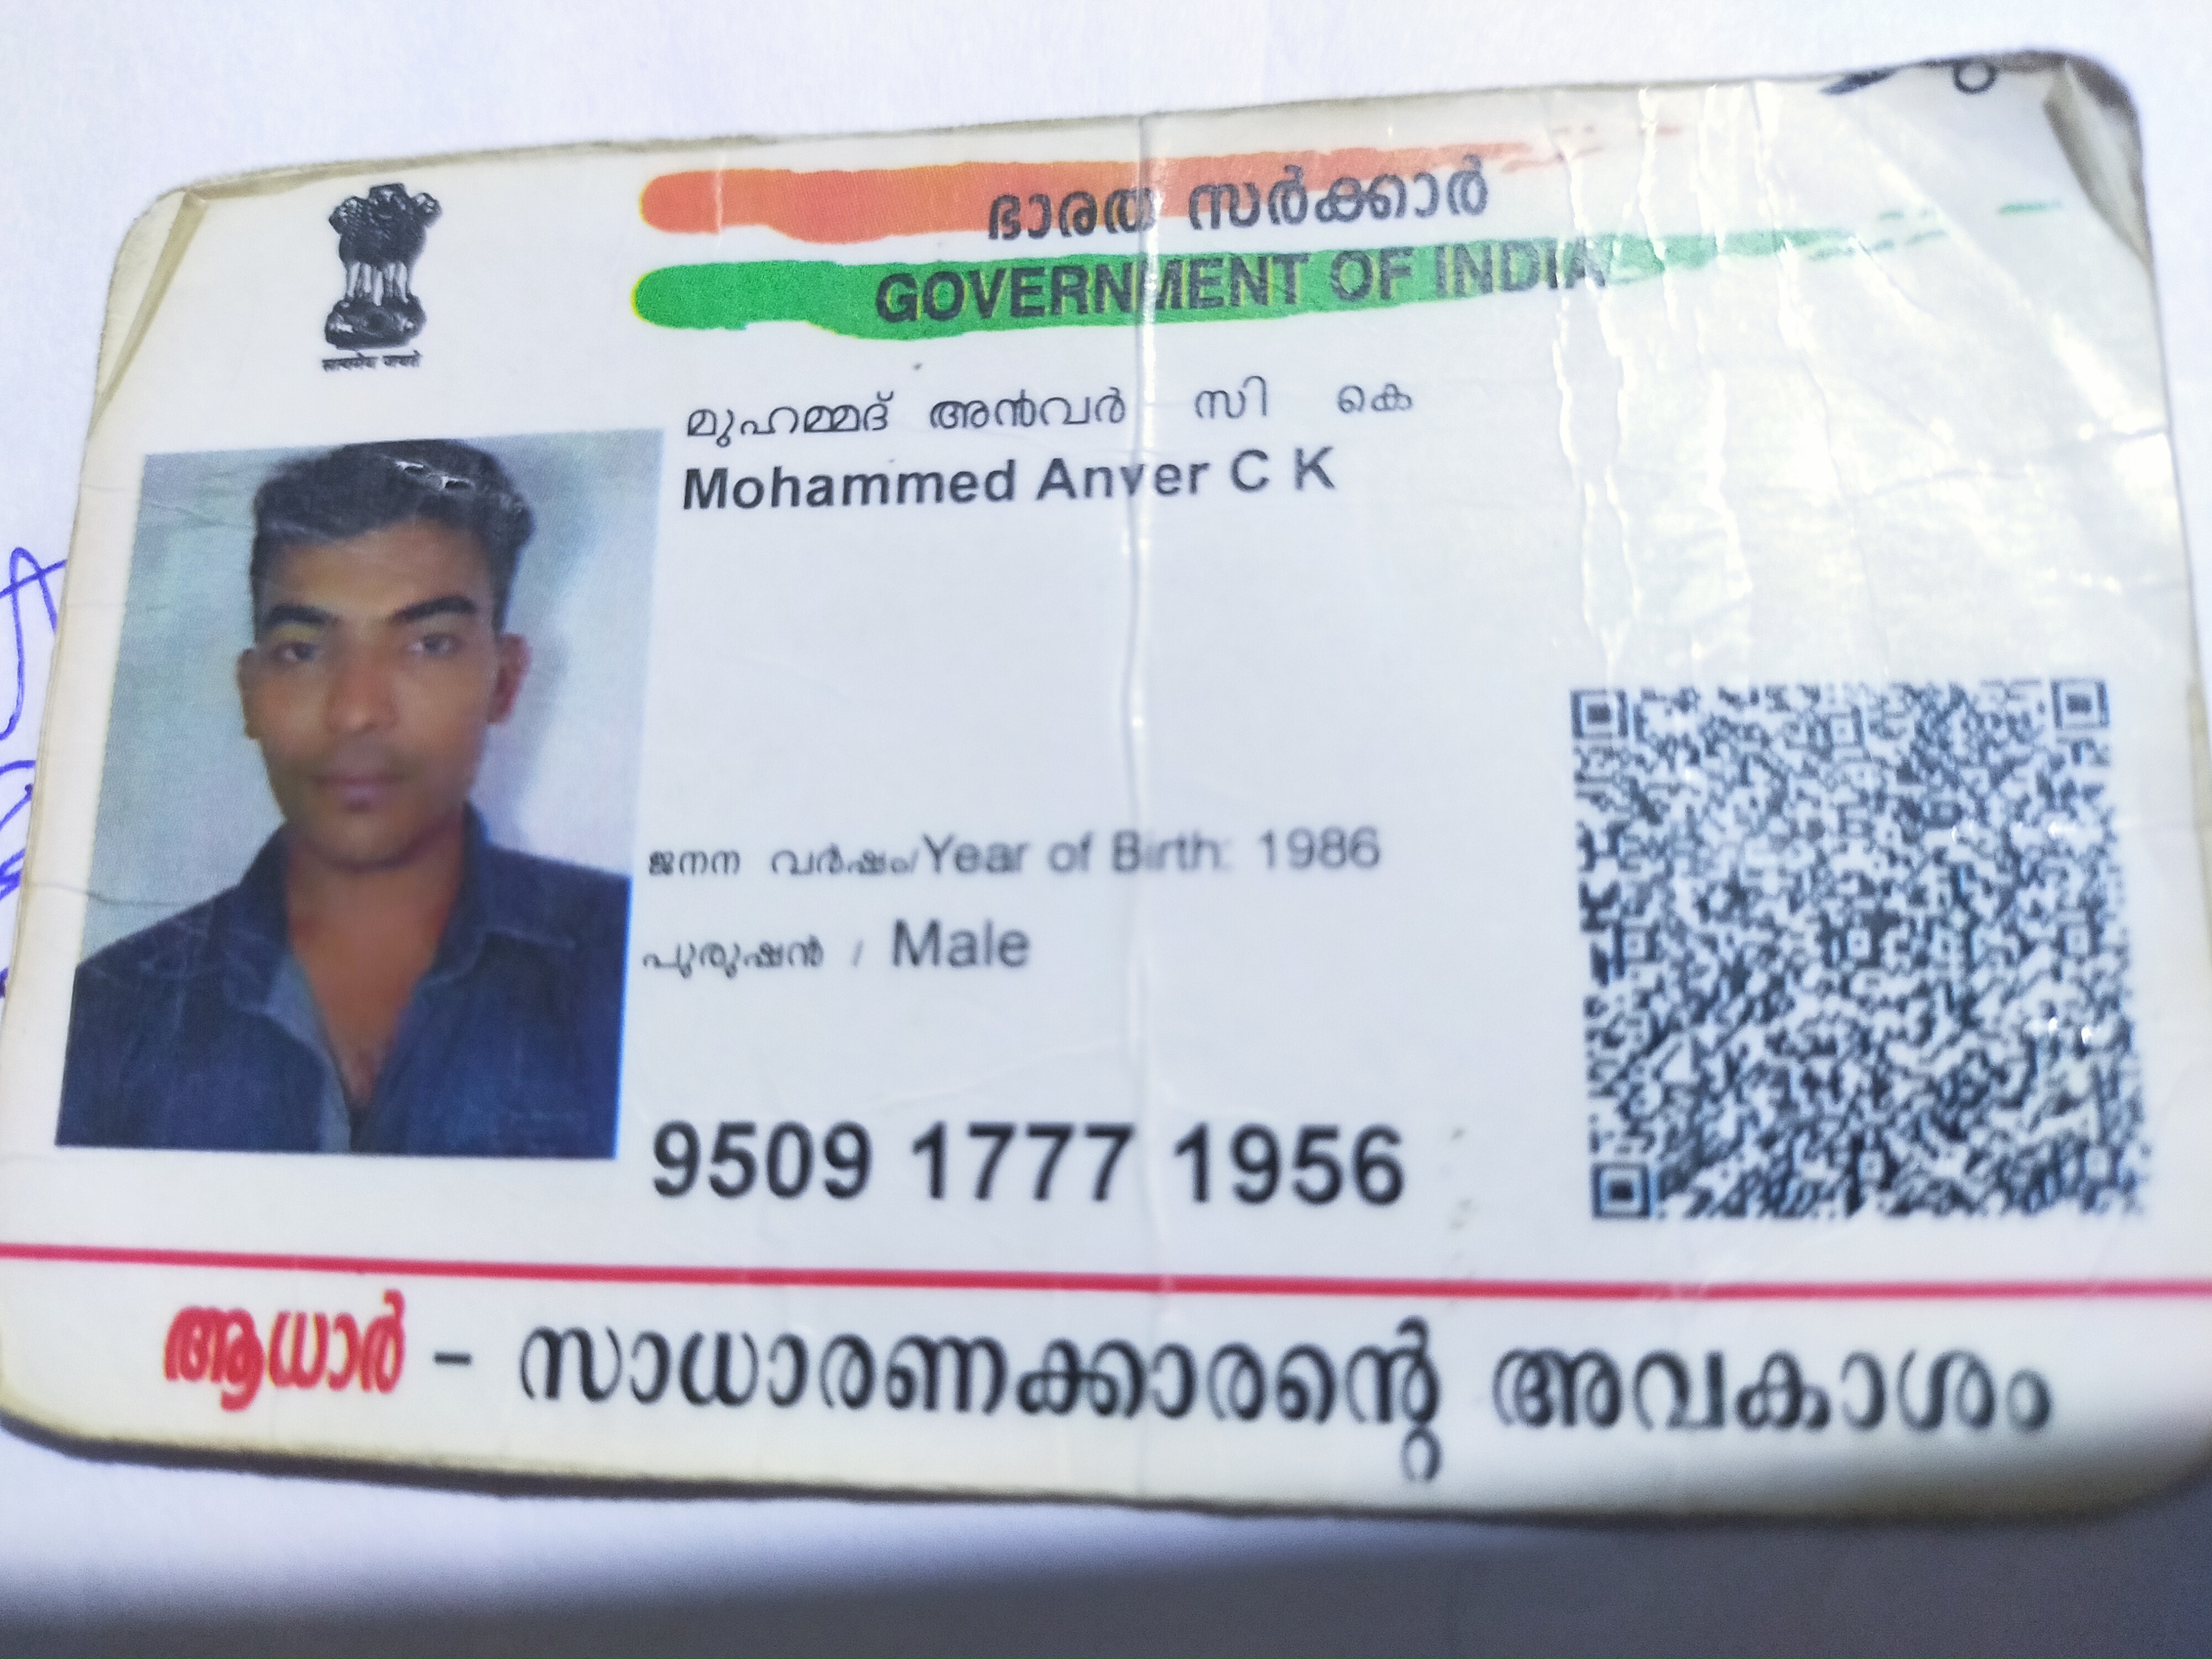 ഭാരത സർക്കാർ
GOVERNMENT OF INDIA
सत्यमेव जयते
മുഹമ്മദ് അൻവർ സി കെ
Mohammed Anver C K
ജനന വർഷം/Year of Birth: 1986
പുരുഷൻ / Male
9509 1777 1956
ആധാർ - സാധാരണക്കാരന്റെ അവകാശം